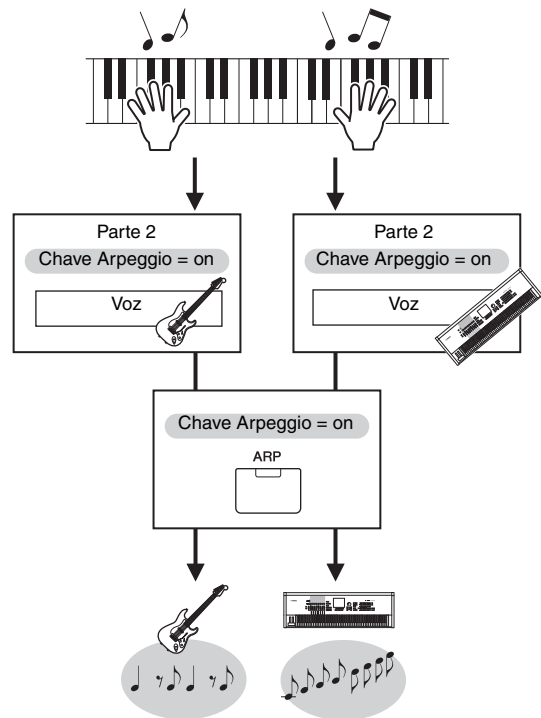 Parte 2
Chave Arpeggio = on
Voz
Parte 2
Chave Arpeggio = on
Voz
Chave Arpeggio = on
ARP